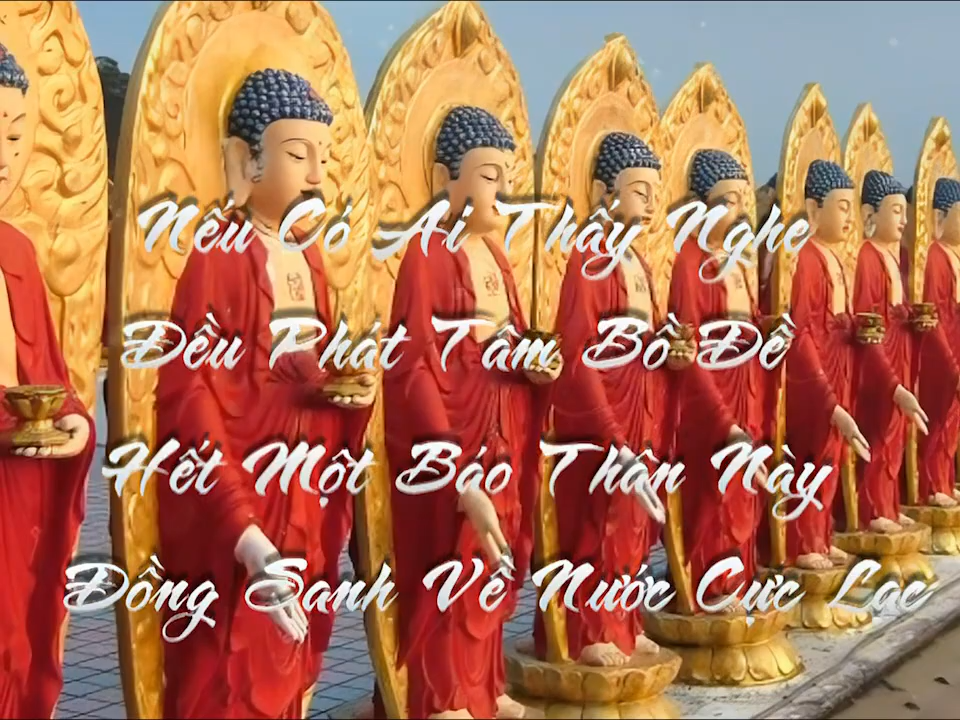 Nếu Có Ai Thấy Nghe
Đều Phát Tâm Bồ Đề
Hết Một Báo Thân Này
Đồng Sanh Về Nước Cực Lạc